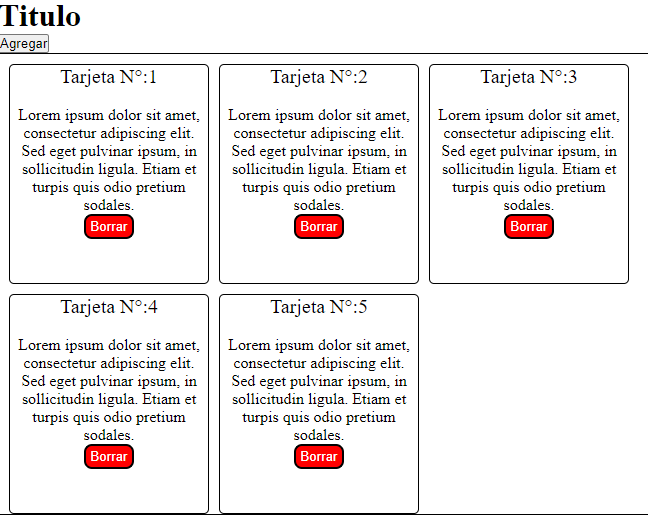 Titulo
Agregar
Tarjeta N°:1
Lorem ipsum dolor sit amet,
consectetur adipiscing elit.
Sed eget pulvinar ipsum, in
sollicitudin ligula. Etiam et
turpis quis odio pretium
sodales.
Borrar
Tarjeta N°:2
Lorem ipsum dolor sit amet,
consectetur adipiscing elit.
Sed eget pulvinar ipsum, in
sollicitudin ligula. Etiam et
turpis quis odio pretium
sodales.
Borrar
Tarjeta N°:3
Lorem ipsum dolor sit amet,
consectetur adipiscing elit.
Sed eget pulvinar ipsum, in
sollicitudin ligula. Etiam et
turpis quis odio pretium
sodales.
Borrar
Tarjeta N°:4
Lorem ipsum dolor sit amet,
consectetur adipiscing elit.
Sed eget pulvinar ipsum, in
sollicitudin ligula. Etiam et
turpis quis odio pretium
sodales.
Borrar
Tarjeta N°:5
Lorem ipsum dolor sit amet,
consectetur adipiscing elit.
Sed eget pulvinar ipsum, in
sollicitudin ligula. Etiam et
turpis quis odio pretium
sodales.
Borrar